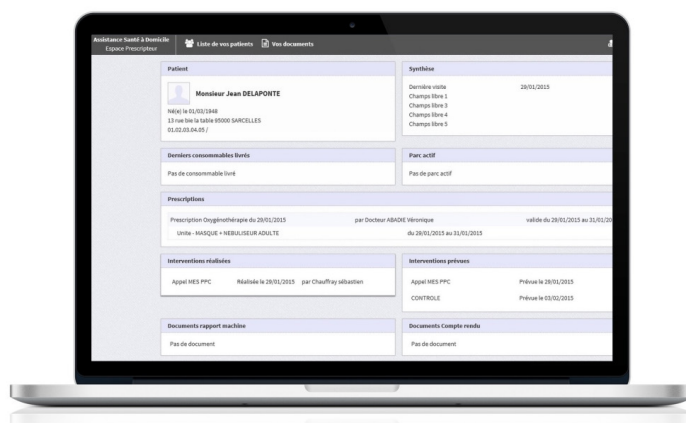 Assistance Santé à Domicile
Espace Prescripteur
Liste de vos patients
Vos documents
Patient
Monsieur Jean DELAPONTE
Né(e) le 01/03/1948
13 rue ble la table 95000 SARCELLES
01.02.03.04.05 /
Synthèse
Dernière visite 29/01/2015
Champs libre 1
Champs libre 3
Champs libre 4
Champs libre 5
Derniers consommables livrés
Pas de consommable livré
Parc actif
Pas de parc actif
Prescriptions
Prescription Oxygénothérapie du 29/01/2015 par Docteur ABADIE Véronique valide du 29/01/2015 au 31/01/20
Unite - MASQUE + NEBULISEUR ADULTE du 29/01/2015 au 31/01/2015
Interventions réalisées
Appel MES PPC Réalisée le 29/01/2015 par Chauffray sébastien
Interventions prévues
Appel MES PPC Prévue le 29/01/2015
CONTROLE Prévue le 03/02/2015
Documents rapport machine
Pas de document
Documents Compte rendu
Pas de document